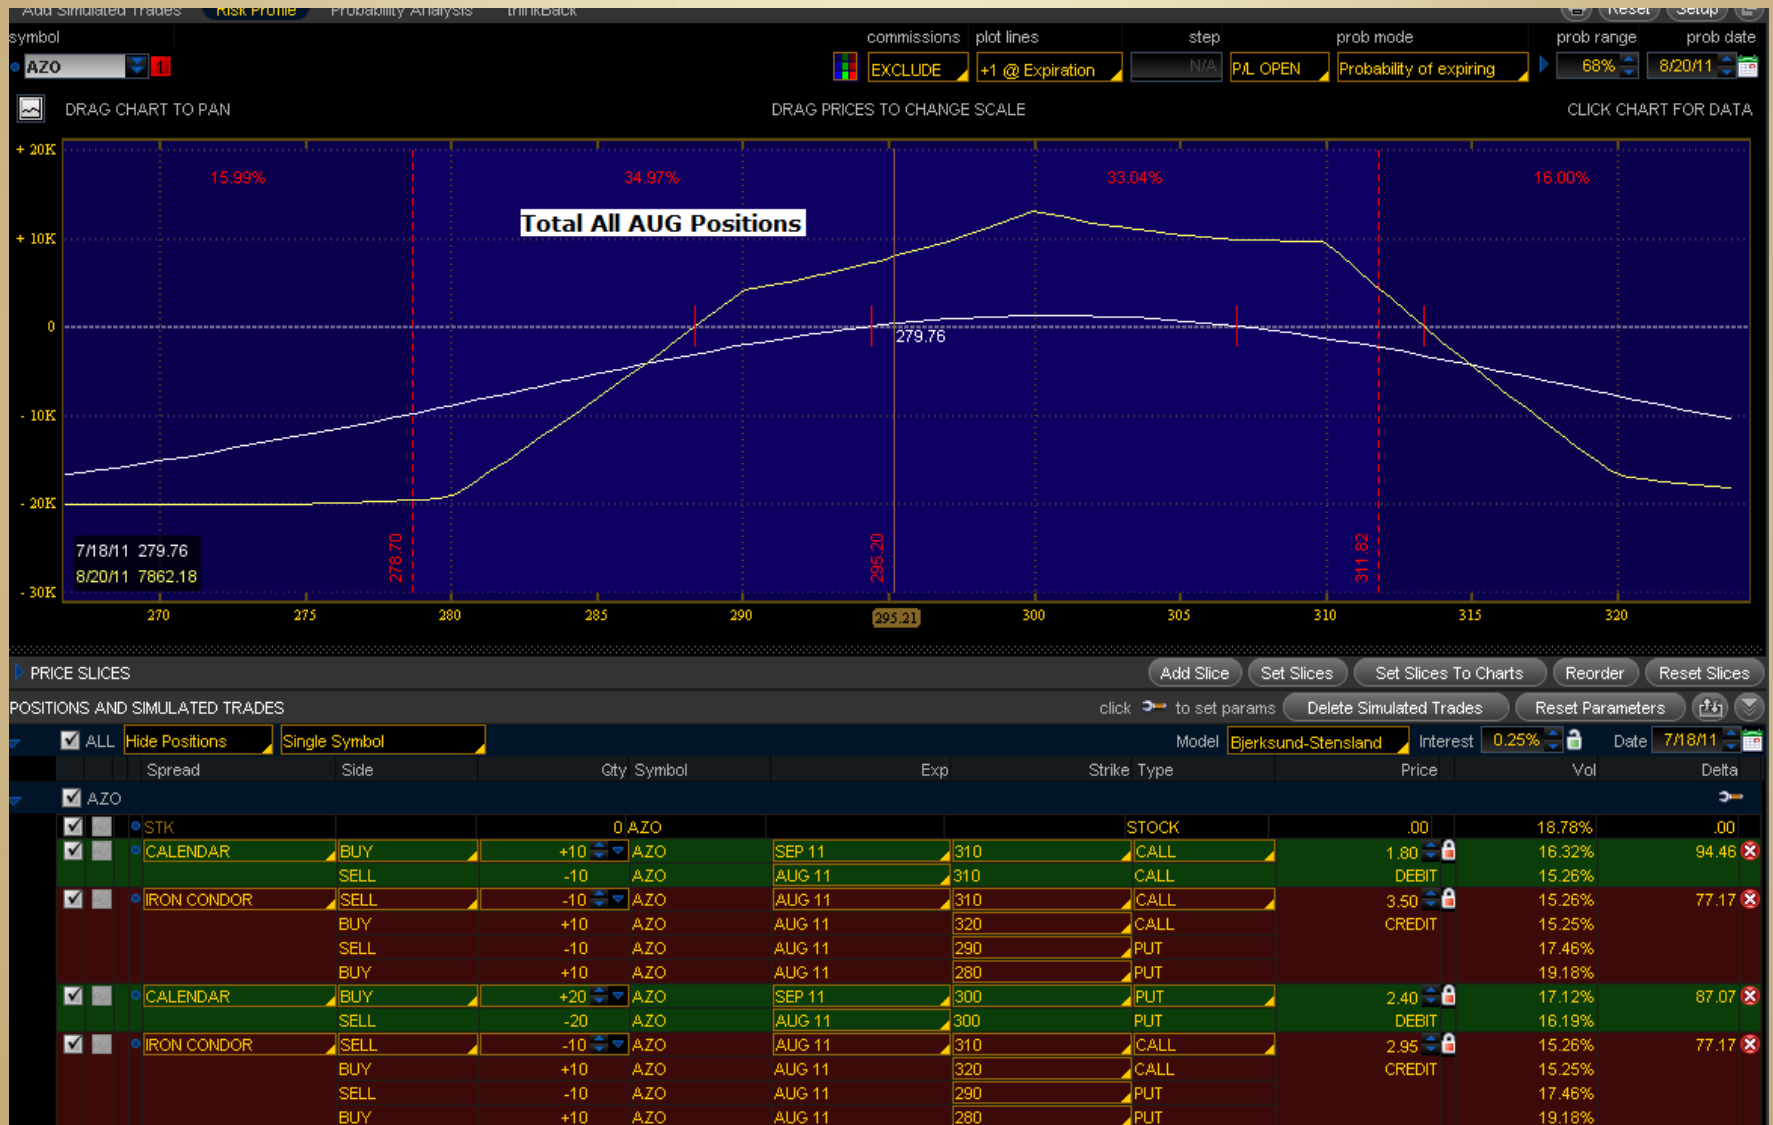 Add Simulated Trades Risk Profile Probability Analysis thinkBack Reset Setup
symbol commissions plot lines step prob mode prob range prob date
AZO 1 EXCLUDE +1 @ Expiration N/A P/L OPEN Probability of expiring 68% 8/20/11
DRAG CHART TO PAN DRAG PRICES TO CHANGE SCALE CLICK CHART FOR DATA
+ 20K
15.99% 34.97% 33.04% 16.00%
Total All AUG Positions
+ 10K
0
279.76
- 10K
- 20K
278.70 295.20 311.82
7/18/11 279.76
8/20/11 7862.18
- 30K
270 275 280 285 290 295.21 300 305 310 315 320
PRICE SLICES Add Slice Set Slices Set Slices To Charts Reorder Reset Slices
POSITIONS AND SIMULATED TRADES click to set params Delete Simulated Trades Reset Parameters
ALL Hide Positions Single Symbol Model Bjerksund-Stensland Interest 0.25% Date 7/18/11
Spread Side Qty Symbol Exp Strike Type Price Vol Delta
AZO
STK 0 AZO STOCK .00 18.78% .00
CALENDAR BUY +10 AZO SEP 11 310 CALL 1.80 16.32% 94.46
SELL -10 AZO AUG 11 310 CALL DEBIT 15.26%
IRON CONDOR SELL -10 AZO AUG 11 310 CALL 3.50 15.26% 77.17
BUY +10 AZO AUG 11 320 CALL CREDIT 15.25%
SELL -10 AZO AUG 11 290 PUT 17.46%
BUY +10 AZO AUG 11 280 PUT 19.18%
CALENDAR BUY +20 AZO SEP 11 300 PUT 2.40 17.12% 87.07
SELL -20 AZO AUG 11 300 PUT DEBIT 16.19%
IRON CONDOR SELL -10 AZO AUG 11 310 CALL 2.95 15.26% 77.17
BUY +10 AZO AUG 11 320 CALL CREDIT 15.25%
SELL -10 AZO AUG 11 290 PUT 17.46%
BUY +10 AZO AUG 11 280 PUT 19.18%